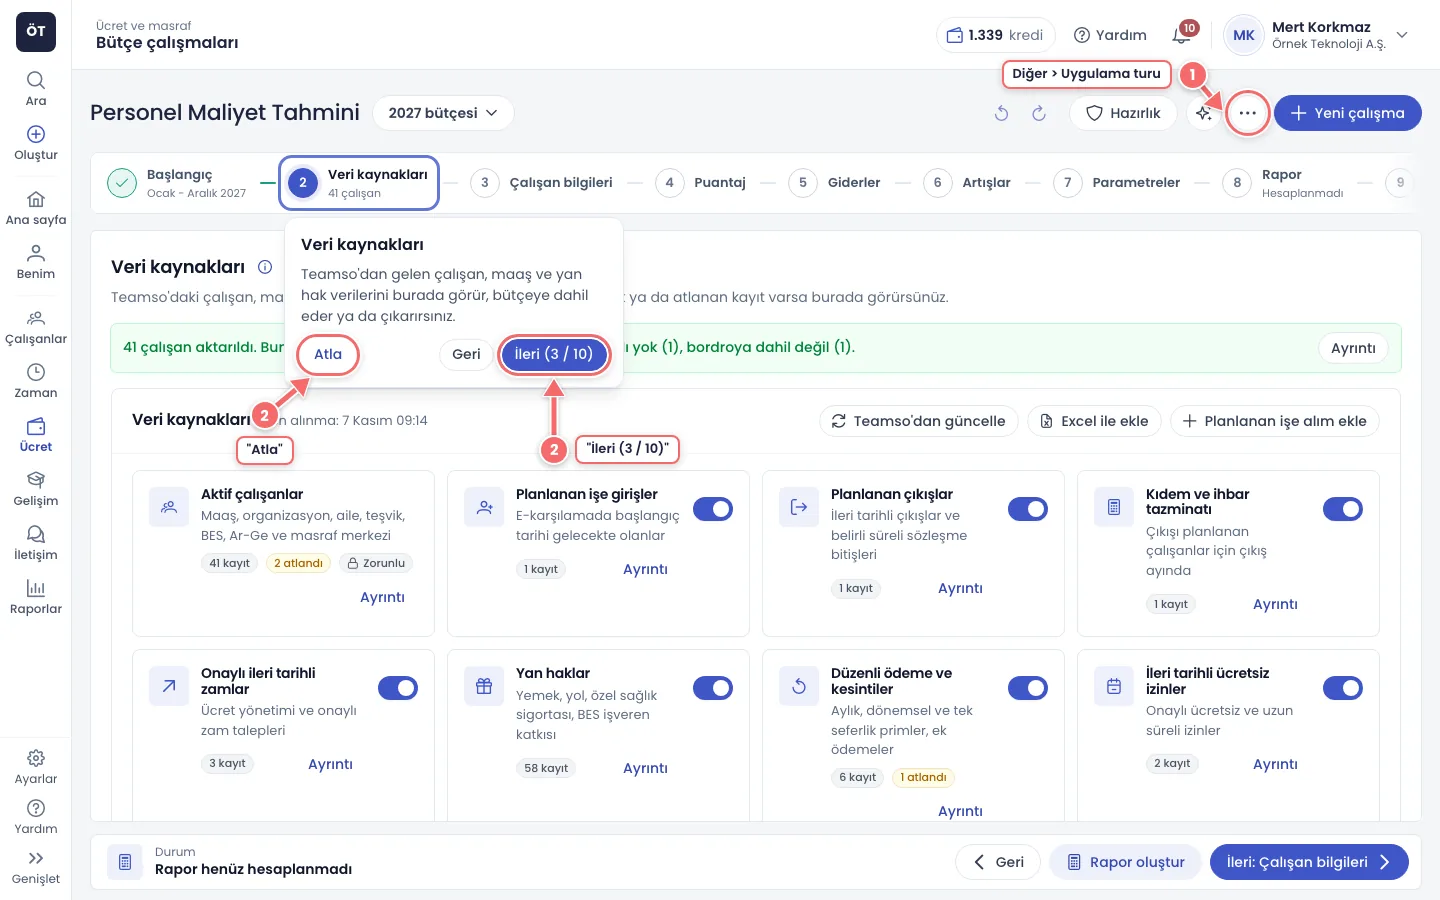 ÖT
Ücret ve masraf
Bütçe çalışmaları
1.339 kredi
Yardım
10
MK
Mert Korkmaz
Örnek Teknoloji A.Ş.
Ara
Oluştur
Ana sayfa
Benim
Çalışanlar
Zaman
Ücret
Gelişim
İletişim
Raporlar
Ayarlar
Yardım
Genişlet
Diğer > Uygulama turu
1
Personel Maliyet Tahmini
2027 bütçesi
Hazırlık
Yeni çalışma
Başlangıç
Ocak - Aralık 2027
2
Veri kaynakları
41 çalışan
3
Çalışan bilgileri
4
Puantaj
5
Giderler
6
Artışlar
7
Parametreler
8
Rapor
Hesaplanmadı
9
Veri kaynakları
Teamso'dan gelen çalışan, maaş ve yan
hak verilerini burada görür, bütçeye dahil
eder ya da çıkarırsınız.
Atla
Geri
İleri (3 / 10)
2
"Atla"
2
"İleri (3 / 10)"
Veri kaynakları
Teamso'daki çalışan, ma
ya da atlanan kayıt varsa burada görürsünüz.
41 çalışan aktarıldı.
yok (1), bordroya dahil değil (1).
Ayrıntı
Veri kaynakları
alınma: 7 Kasım 09:14
Teamso'dan güncelle
Excel ile ekle
Planlanan işe alım ekle
Aktif çalışanlar
Maaş, organizasyon, aile, teşvik,
BES, Ar-Ge ve masraf merkezi
41 kayıt
2 atlandı
Zorunlu
Ayrıntı
Planlanan işe girişler
E-karşılamada başlangıç
tarihi gelecekte olanlar
1 kayıt
Ayrıntı
Planlanan çıkışlar
İleri tarihli çıkışlar ve
belirli süreli sözleşme
bitişleri
1 kayıt
Ayrıntı
Kıdem ve ihbar
tazminatı
Çıkışı planlanan
çalışanlar için çıkış
ayında
1 kayıt
Ayrıntı
Onaylı ileri tarihli
zamlar
Ücret yönetimi ve onaylı
zam talepleri
3 kayıt
Ayrıntı
Yan haklar
Yemek, yol, özel sağlık
sigortası, BES işveren
katkısı
58 kayıt
Ayrıntı
Düzenli ödeme ve
kesintiler
Aylık, dönemsel ve tek
seferlik primler, ek
ödemeler
6 kayıt
1 atlandı
Ayrıntı
İleri tarihli ücretsiz
izinler
Onaylı ücretsiz ve uzun
süreli izinler
2 kayıt
Ayrıntı
Durum
Rapor henüz hesaplanmadı
Geri
Rapor oluştur
İleri: Çalışan bilgileri